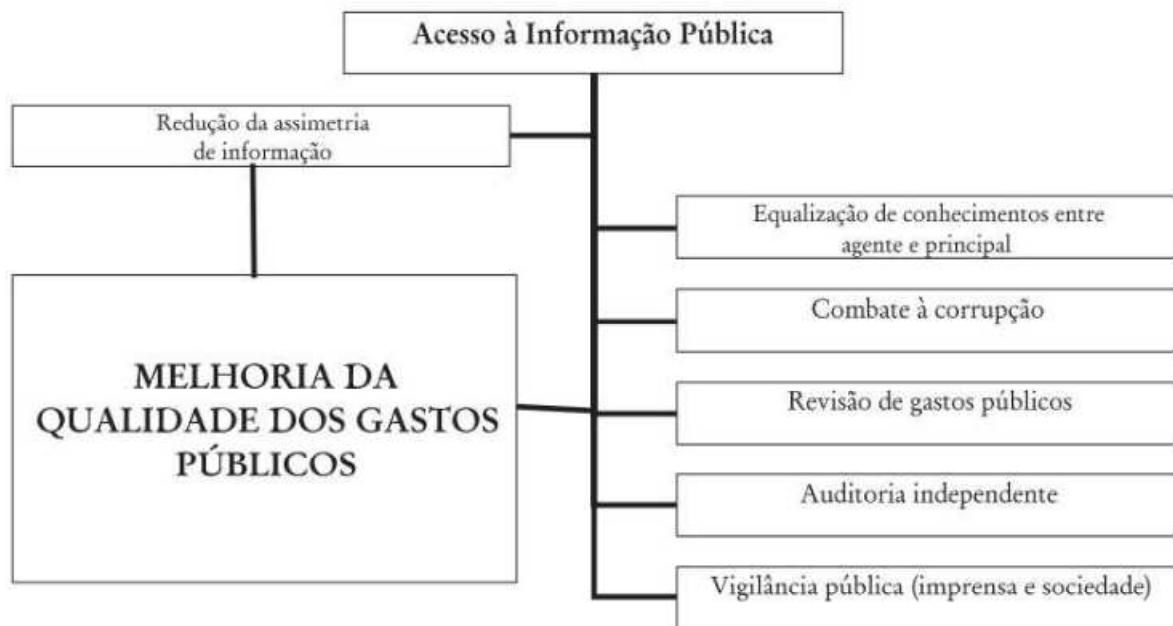 Acesso à Informação Pública
Redução da assimetria
de informação
Equalização de conhecimentos entre
agente e principal
Combate à corrupção
MELHORIA DA
QUALIDADE DOS GASTOS
PÚBLICOS
Revisão de gastos públicos
Auditoria independente
Vigilância pública (imprensa e sociedade)